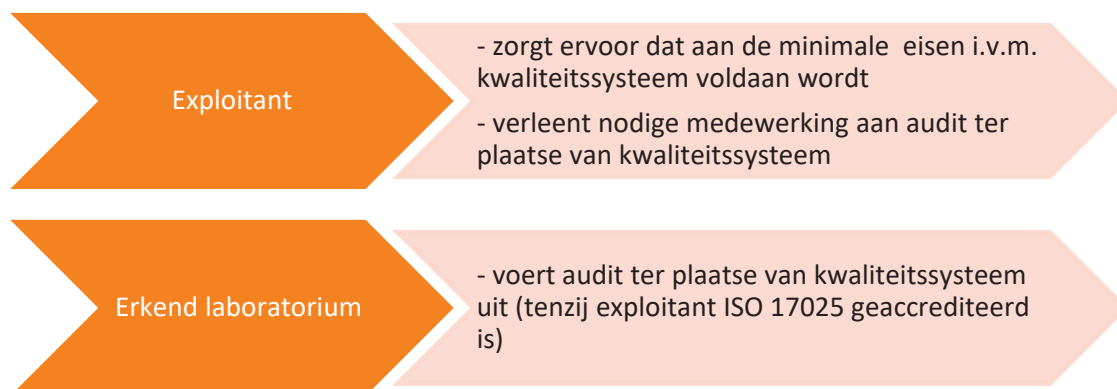 Exploitant
- zorgt ervoor dat aan de minimale  eisen i.v.m.
kwaliteitssysteem voldaan wordt
- verleent nodige medewerking aan audit ter
plaatse van kwaliteitssysteem
Erkend laboratorium
- voert audit ter plaatse van kwaliteitssysteem
uit (tenzij exploitant ISO 17025 geaccrediteerd
is)